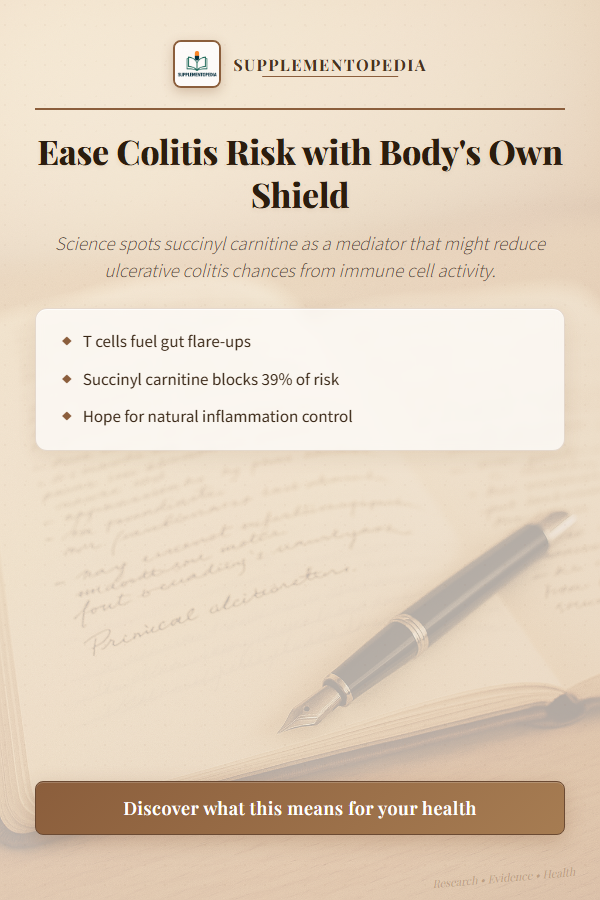 SUPPLEMENTOPEDIA
SUPPLEMENTOPEDIA
Ease Colitis Risk with Body's Own
Shield
Science spots succinyl carnitine as a mediator that might reduce
ulcerative colitis chances from immune cell activity.
T cells fuel gut flare-ups
Succinyl carnitine blocks 39% of risk
Hope for natural inflammation control
Discover what this means for your health
Research • Evidence • Health